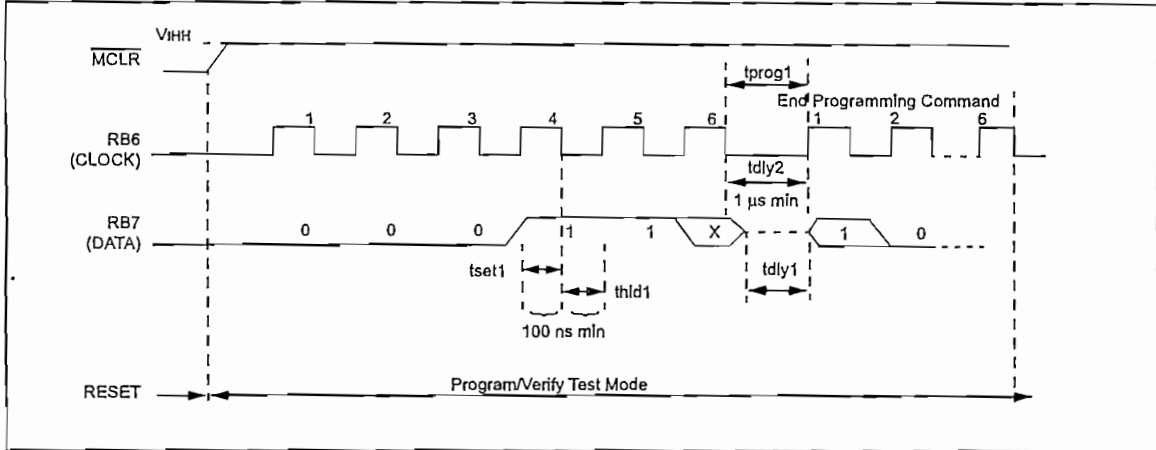 VIHH
MCLR
tprog1
End Programming Command
1 2 3 4 5 6 1 2 6
RB6
(CLOCK)
tdly2
1 µs min
RB7
(DATA)
0 0 0 1 1 X 1 0
tset1
thld1
tdly1
100 ns min
RESET
Program/Verify Test Mode